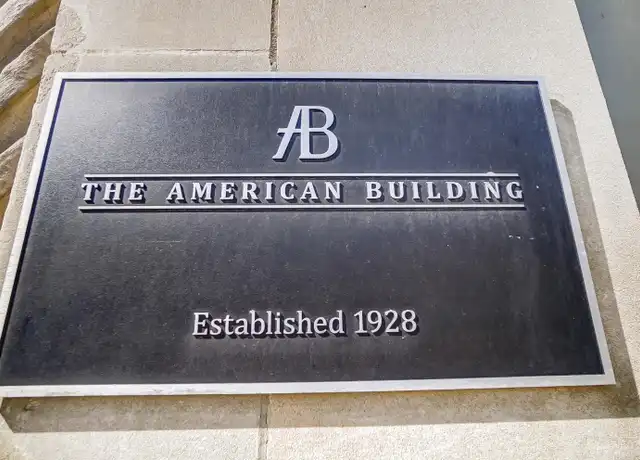 AB
THE AMERICAN BUILDING
Established 1928